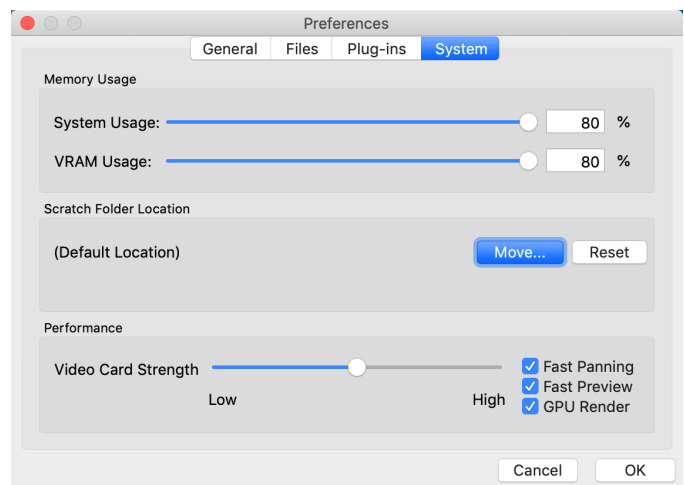 Preferences
General Files Plug-ins System
Memory Usage
System Usage: 80 %
VRAM Usage: 80 %
Scratch Folder Location
(Default Location) Move... Reset
Performance
Video Card Strength Fast Panning
Fast Preview
Low High GPU Render
Cancel OK